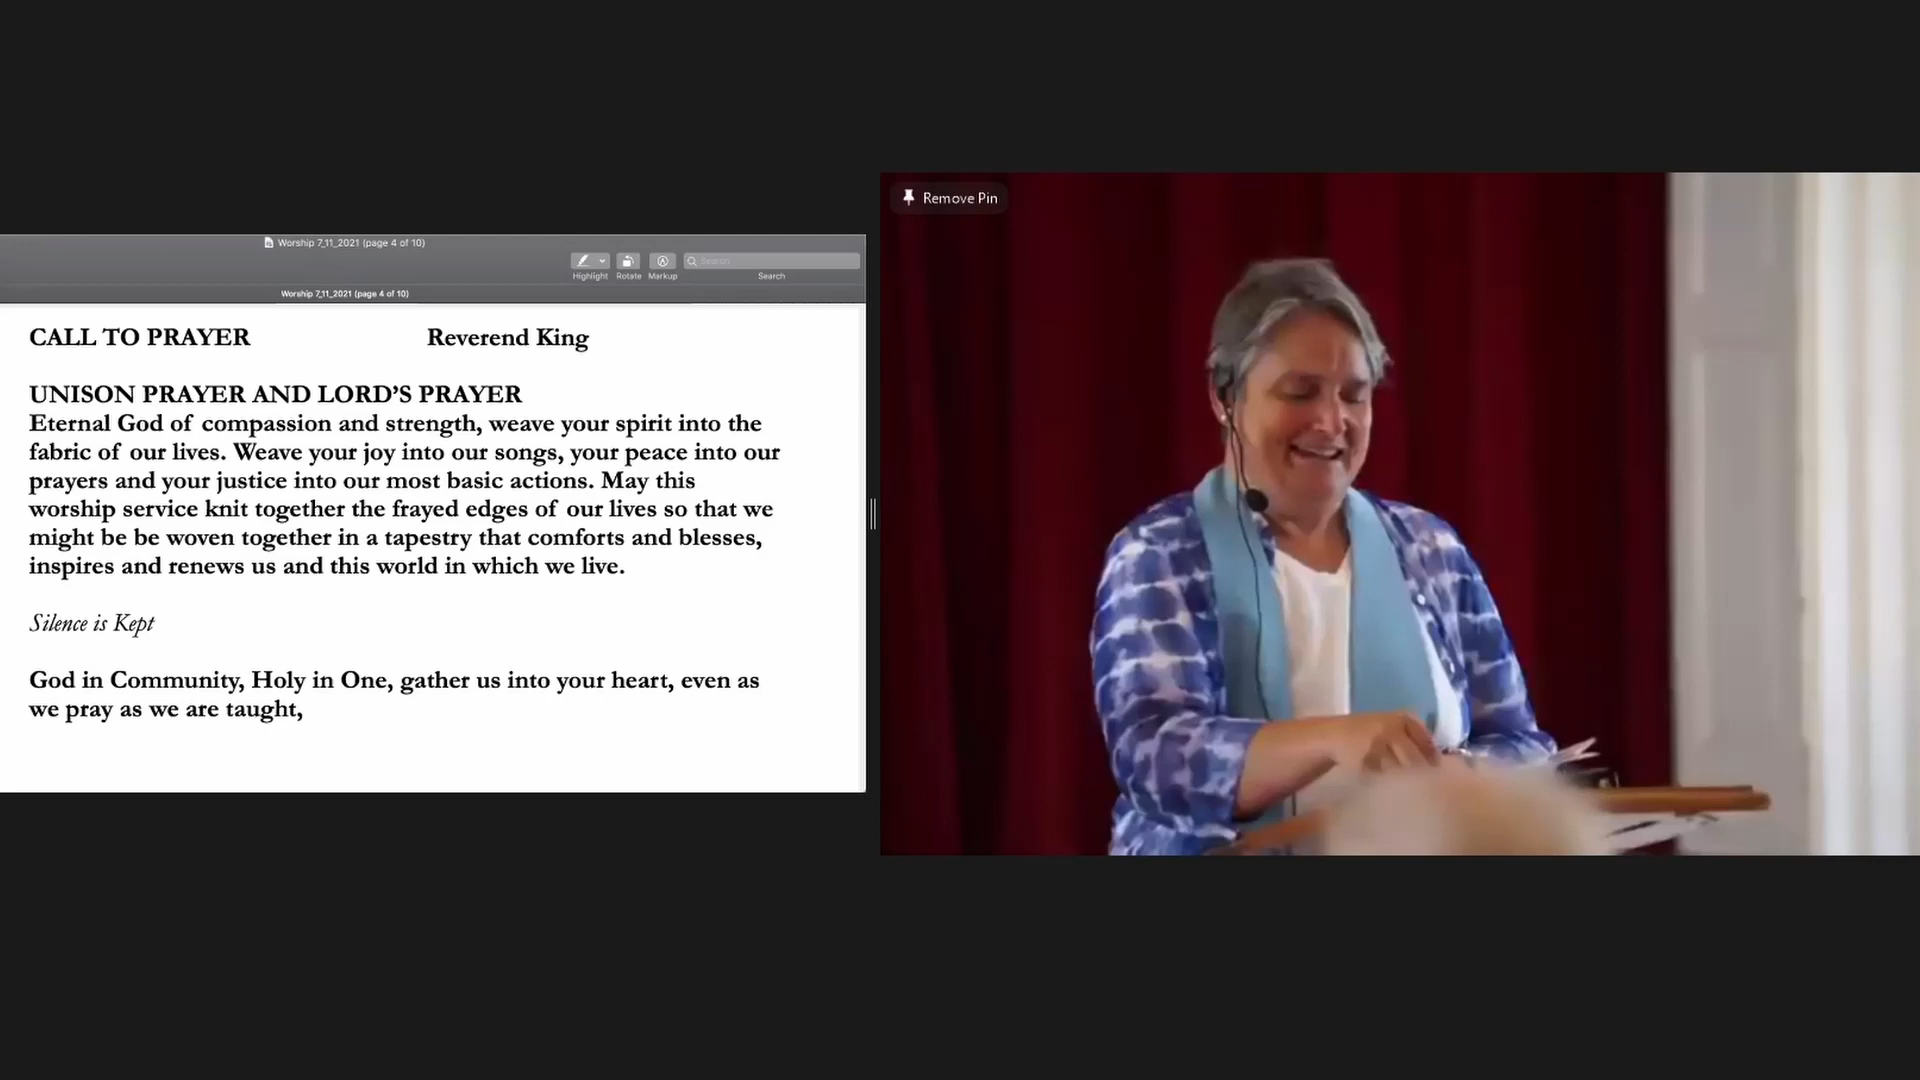 Worship 7_11_2021 (page 4 of 10)
Search
Highlight Rotate Markup Search
Worship 7_11_2021 (page 4 of 10)
CALL TO PRAYER Reverend King
UNISON PRAYER AND LORD’S PRAYER
Eternal God of compassion and strength, weave your spirit into the
fabric of our lives. Weave your joy into our songs, your peace into our
prayers and your justice into our most basic actions. May this
worship service knit together the frayed edges of our lives so that we
might be be woven together in a tapestry that comforts and blesses,
inspires and renews us and this world in which we live.
Silence is Kept
God in Community, Holy in One, gather us into your heart, even as
we pray as we are taught,
Remove Pin